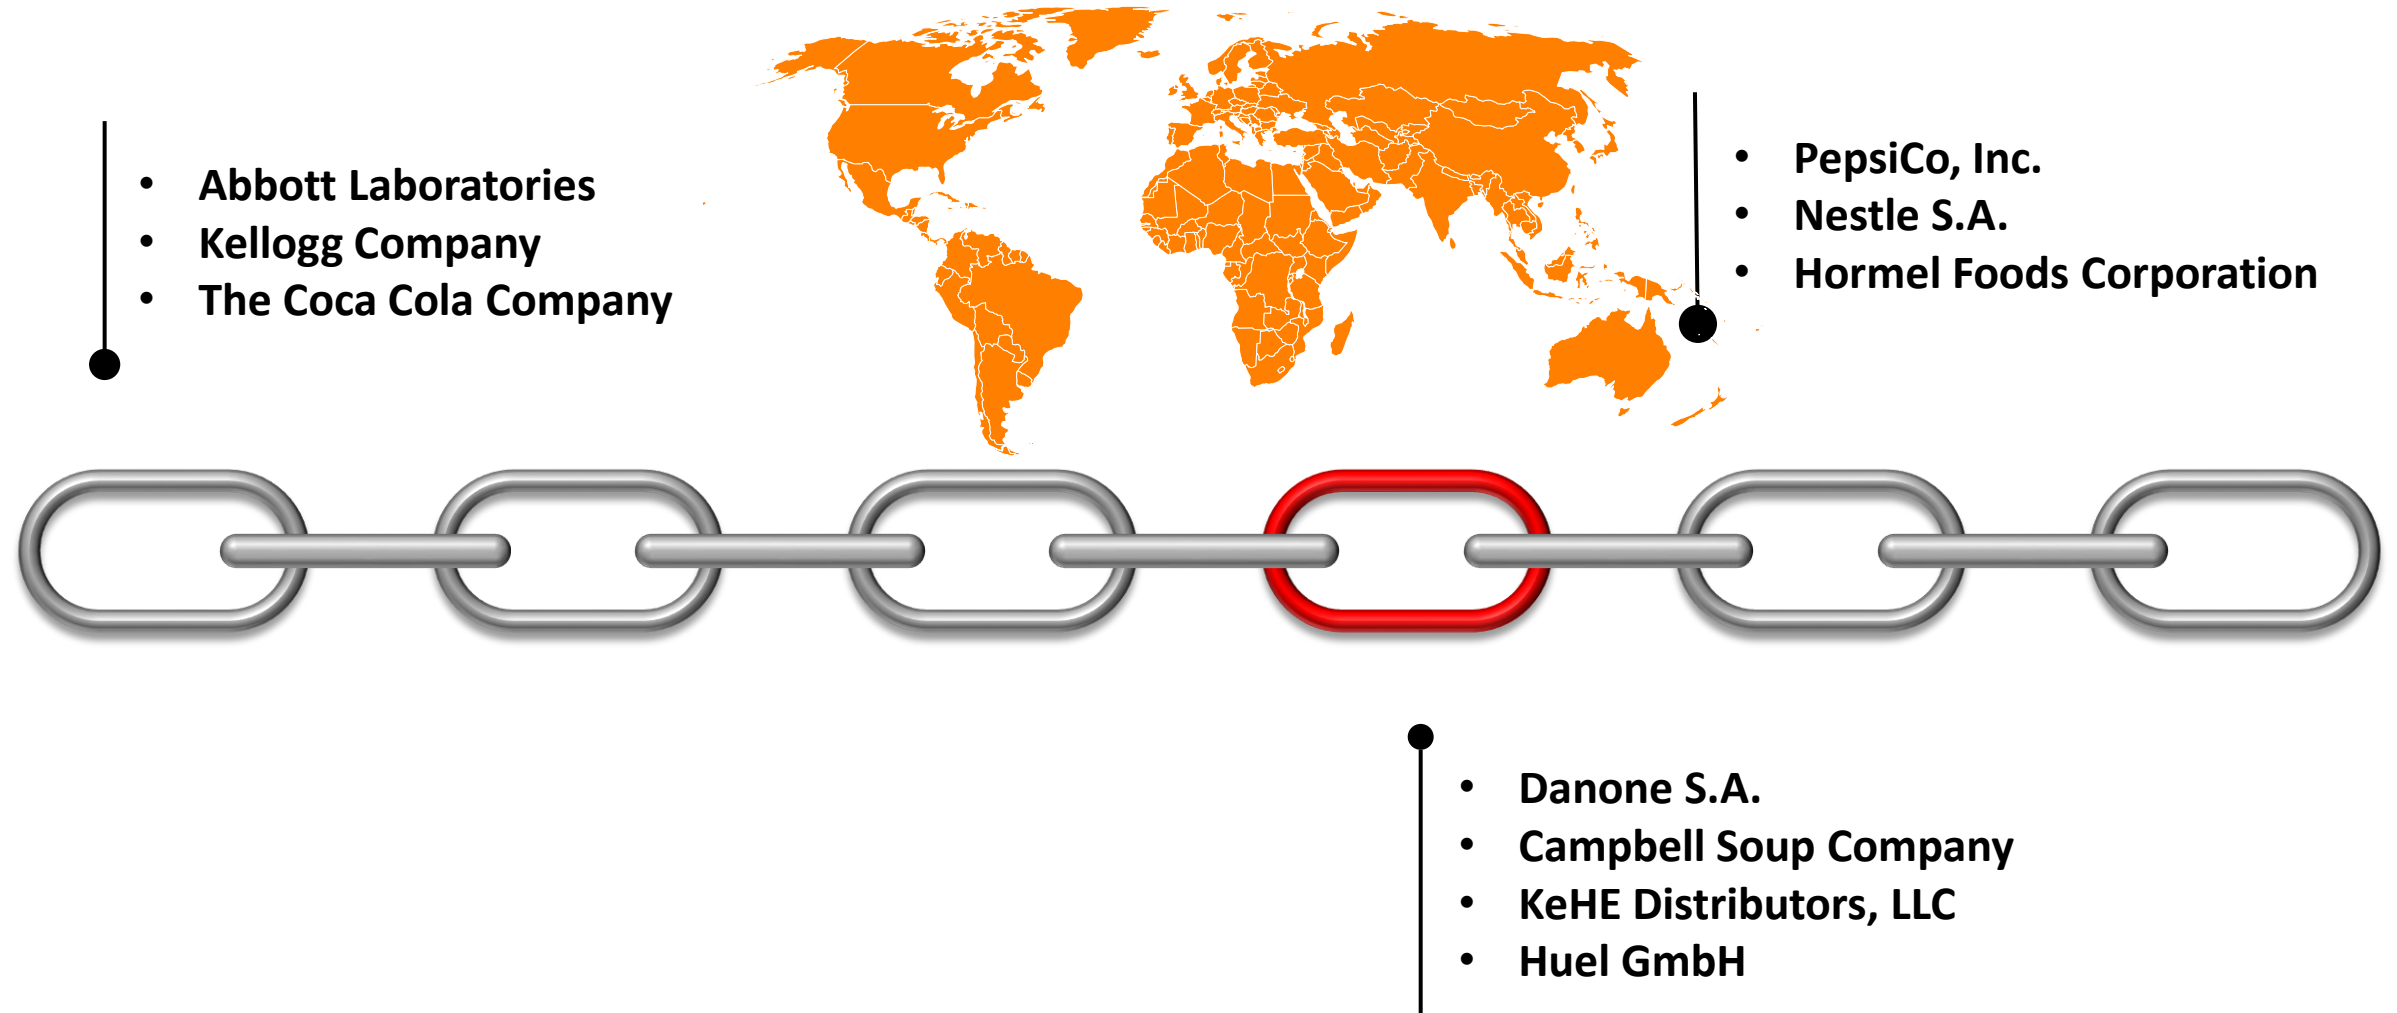 • Abbott Laboratories
• Kellogg Company
• The Coca Cola Company
• PepsiCo, Inc.
• Nestle S.A.
• Hormel Foods Corporation
• Danone S.A.
• Campbell Soup Company
• KeHE Distributors, LLC
• Huel GmbH